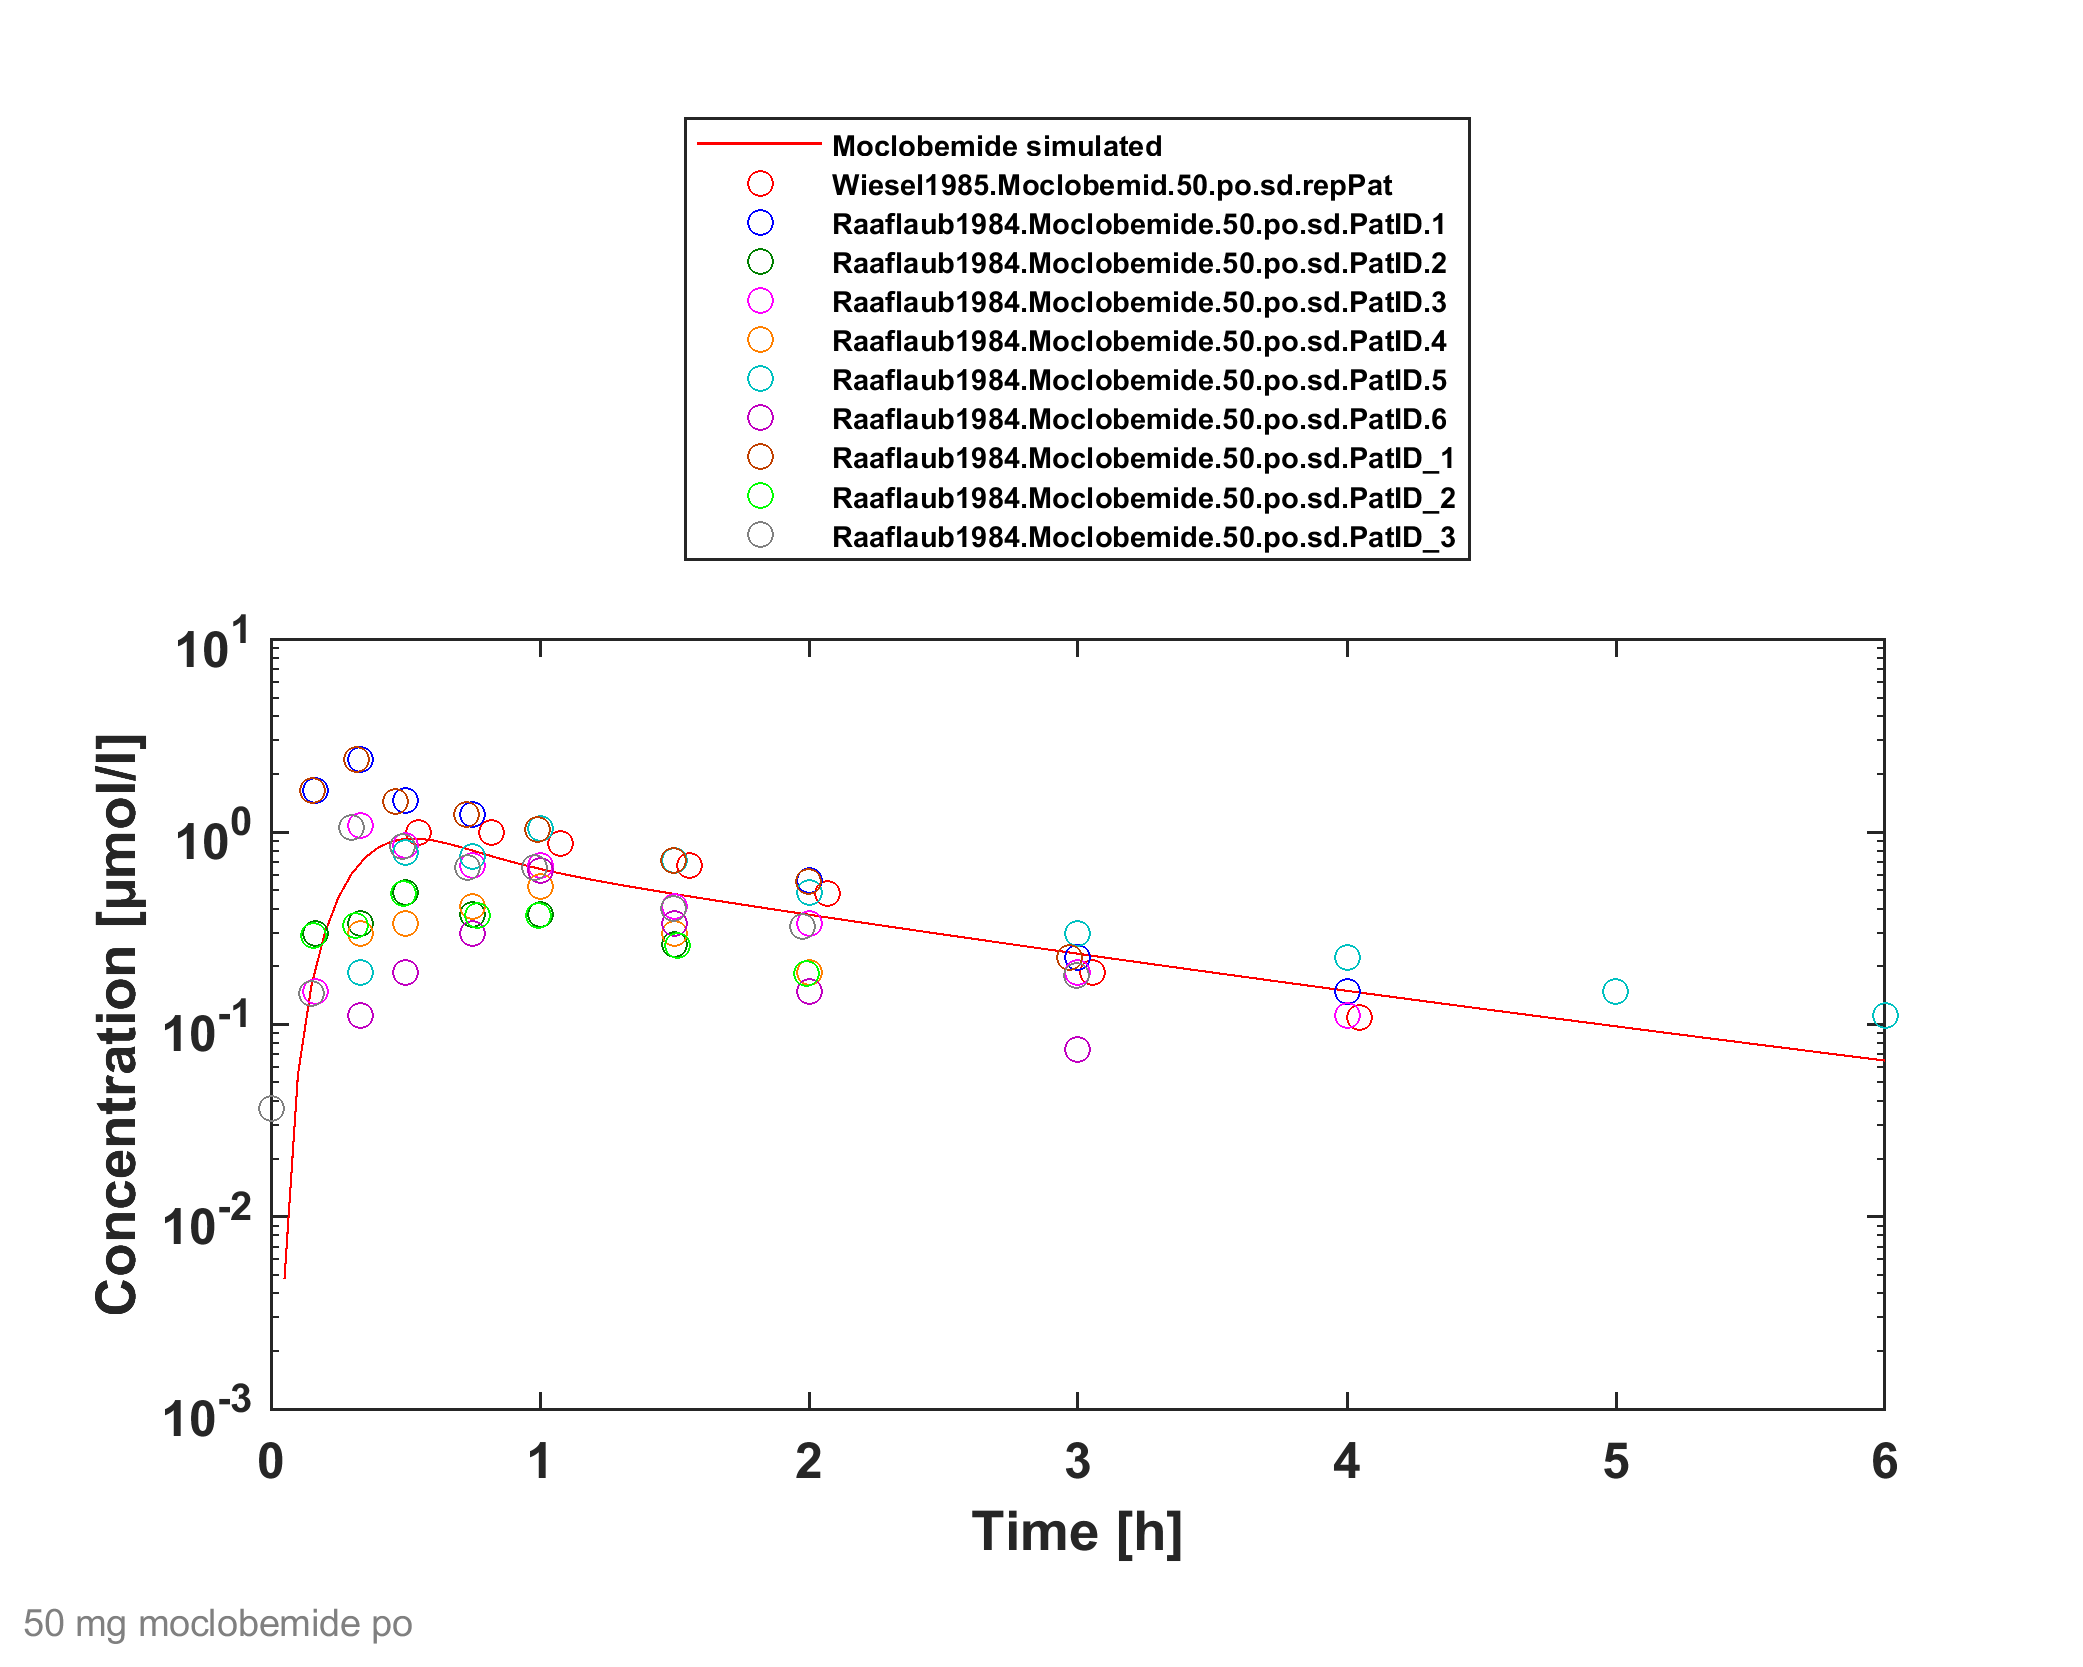 Moclobemide simulated
Wiesel1985.Moclobemid.50.po.sd.repPat
Raaflaub1984.Moclobemide.50.po.sd.PatID.1
Raaflaub1984.Moclobemide.50.po.sd.PatID.2
Raaflaub1984.Moclobemide.50.po.sd.PatID.3
Raaflaub1984.Moclobemide.50.po.sd.PatID.4
Raaflaub1984.Moclobemide.50.po.sd.PatID.5
Raaflaub1984.Moclobemide.50.po.sd.PatID.6
Raaflaub1984.Moclobemide.50.po.sd.PatID_1
Raaflaub1984.Moclobemide.50.po.sd.PatID_2
Raaflaub1984.Moclobemide.50.po.sd.PatID_3
Concentration [µmol/l]
10^1
10^0
10^-1
10^-2
10^-3
0 1 2 3 4 5 6
Time [h]
50 mg moclobemide po